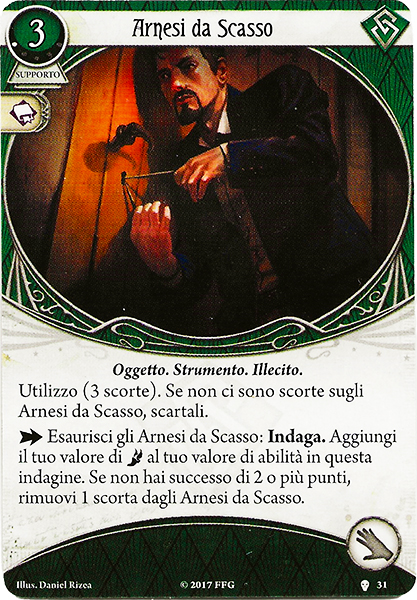 3
Arnesi da Scasso
SUPPORTO
Oggetto. Strumento. Illecito.
Utilizzo (3 scorte). Se non ci sono scorte sugli
Arnesi da Scasso, scartali.
Esaurisci gli Arnesi da Scasso: Indaga. Aggiungi
il tuo valore di al tuo valore di abilità in questa
indagine. Se non hai successo di 2 o più punti,
rimuovi 1 scorta dagli Arnesi da Scasso.
Illus. Daniel Rizea © 2017 FFG 31